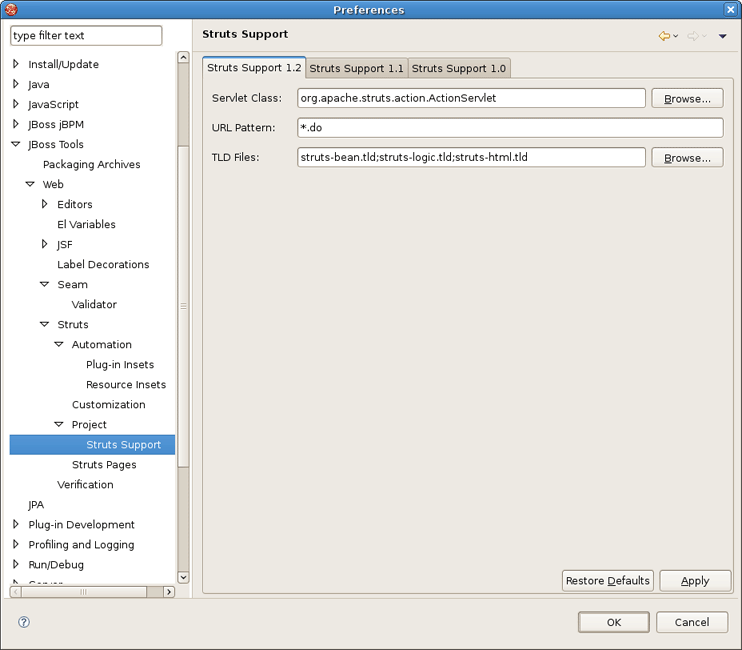 Preferences
type filter text
Install/Update
Java
JavaScript
JBoss jBPM
JBoss Tools
Packaging Archives
Web
Editors
El Variables
JSF
Label Decorations
Seam
Validator
Struts
Automation
Plug-in Insets
Resource Insets
Customization
Project
Struts Support
Struts Pages
Verification
JPA
Plug-in Development
Profiling and Logging
Run/Debug
Struts Support
Struts Support 1.2 Struts Support 1.1 Struts Support 1.0
Servlet Class: org.apache.struts.action.ActionServlet Browse...
URL Pattern: *.do
TLD Files: struts-bean.tld;struts-logic.tld;struts-html.tld Browse...
Restore Defaults Apply
OK Cancel